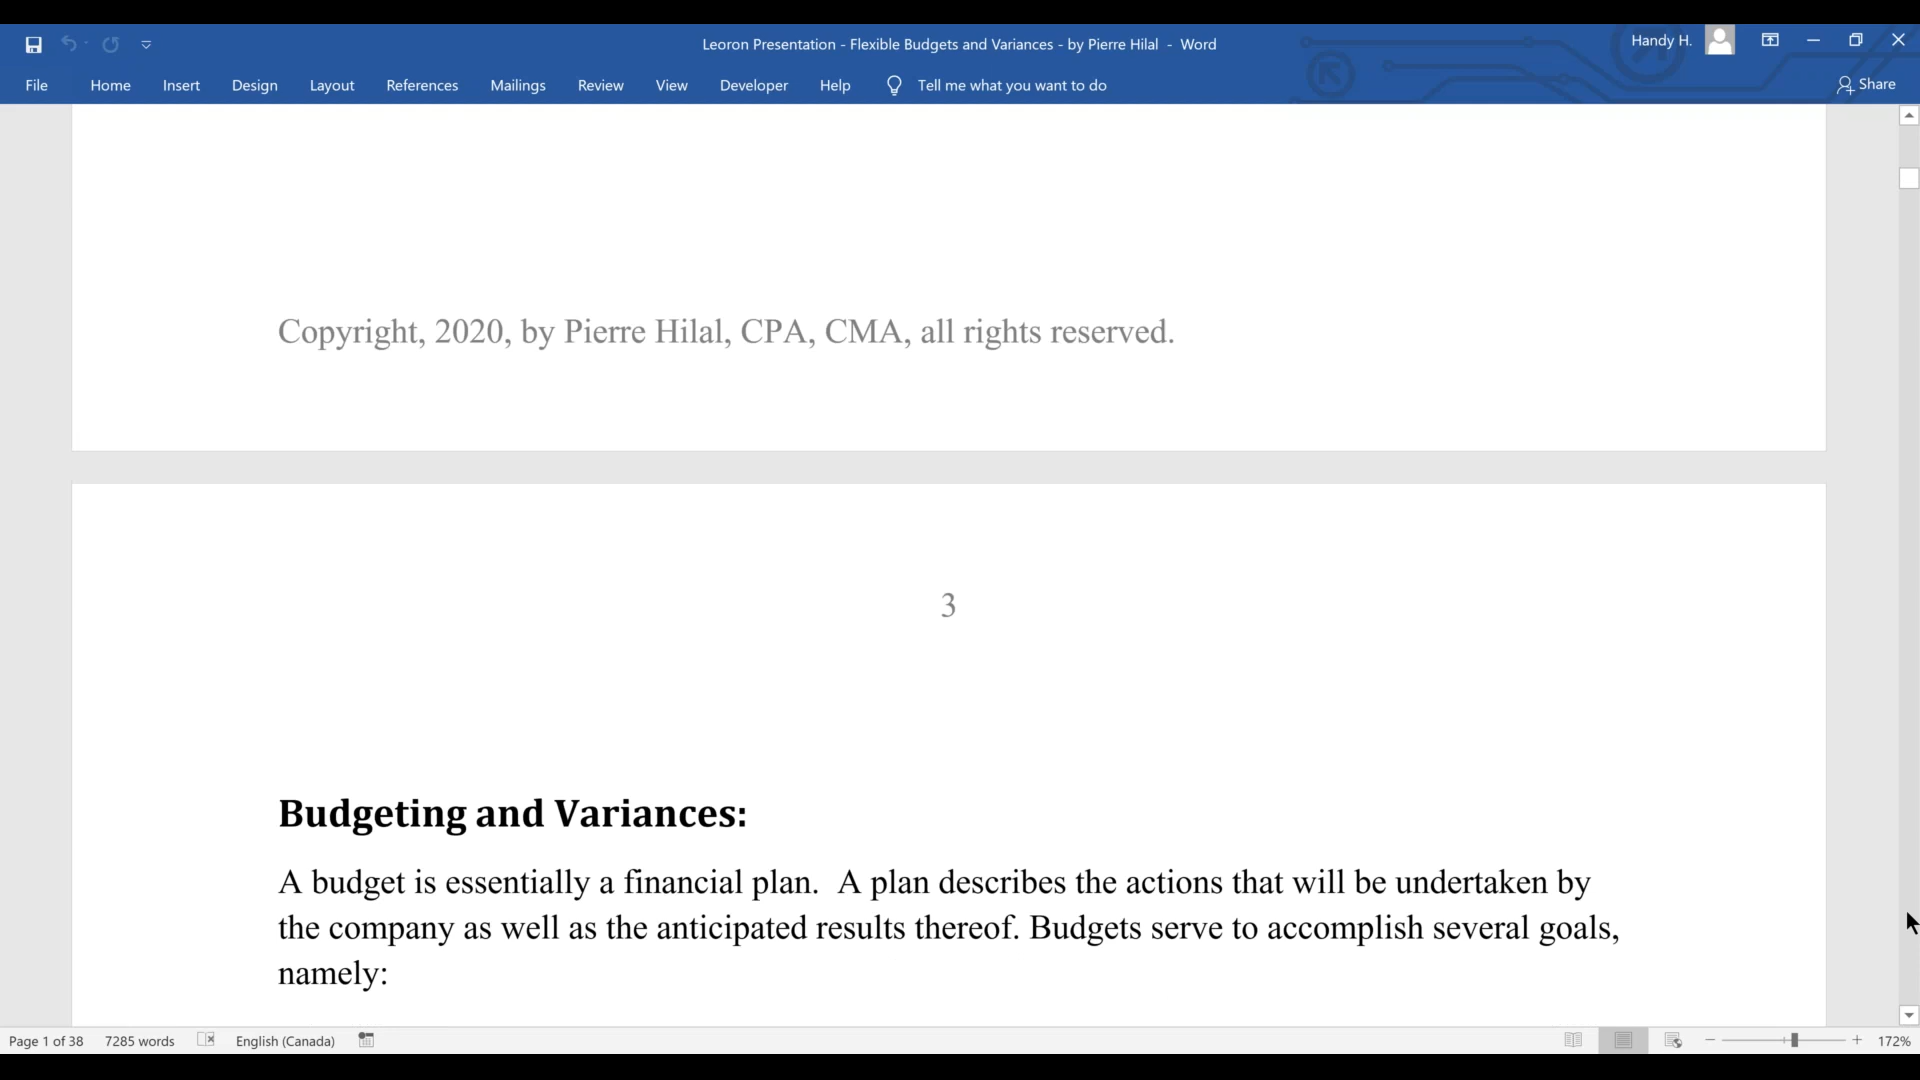 Leoron Presentation - Flexible Budgets and Variances - by Pierre Hilal - Word
Handy H.
File Home Insert Design Layout References Mailings Review View Developer Help Tell me what you want to do Share
Copyright, 2020, by Pierre Hilal, CPA, CMA, all rights reserved.
3
Budgeting and Variances:
A budget is essentially a financial plan.  A plan describes the actions that will be undertaken by
the company as well as the anticipated results thereof. Budgets serve to accomplish several goals,
namely:
Page 1 of 38 7285 words English (Canada) 172%